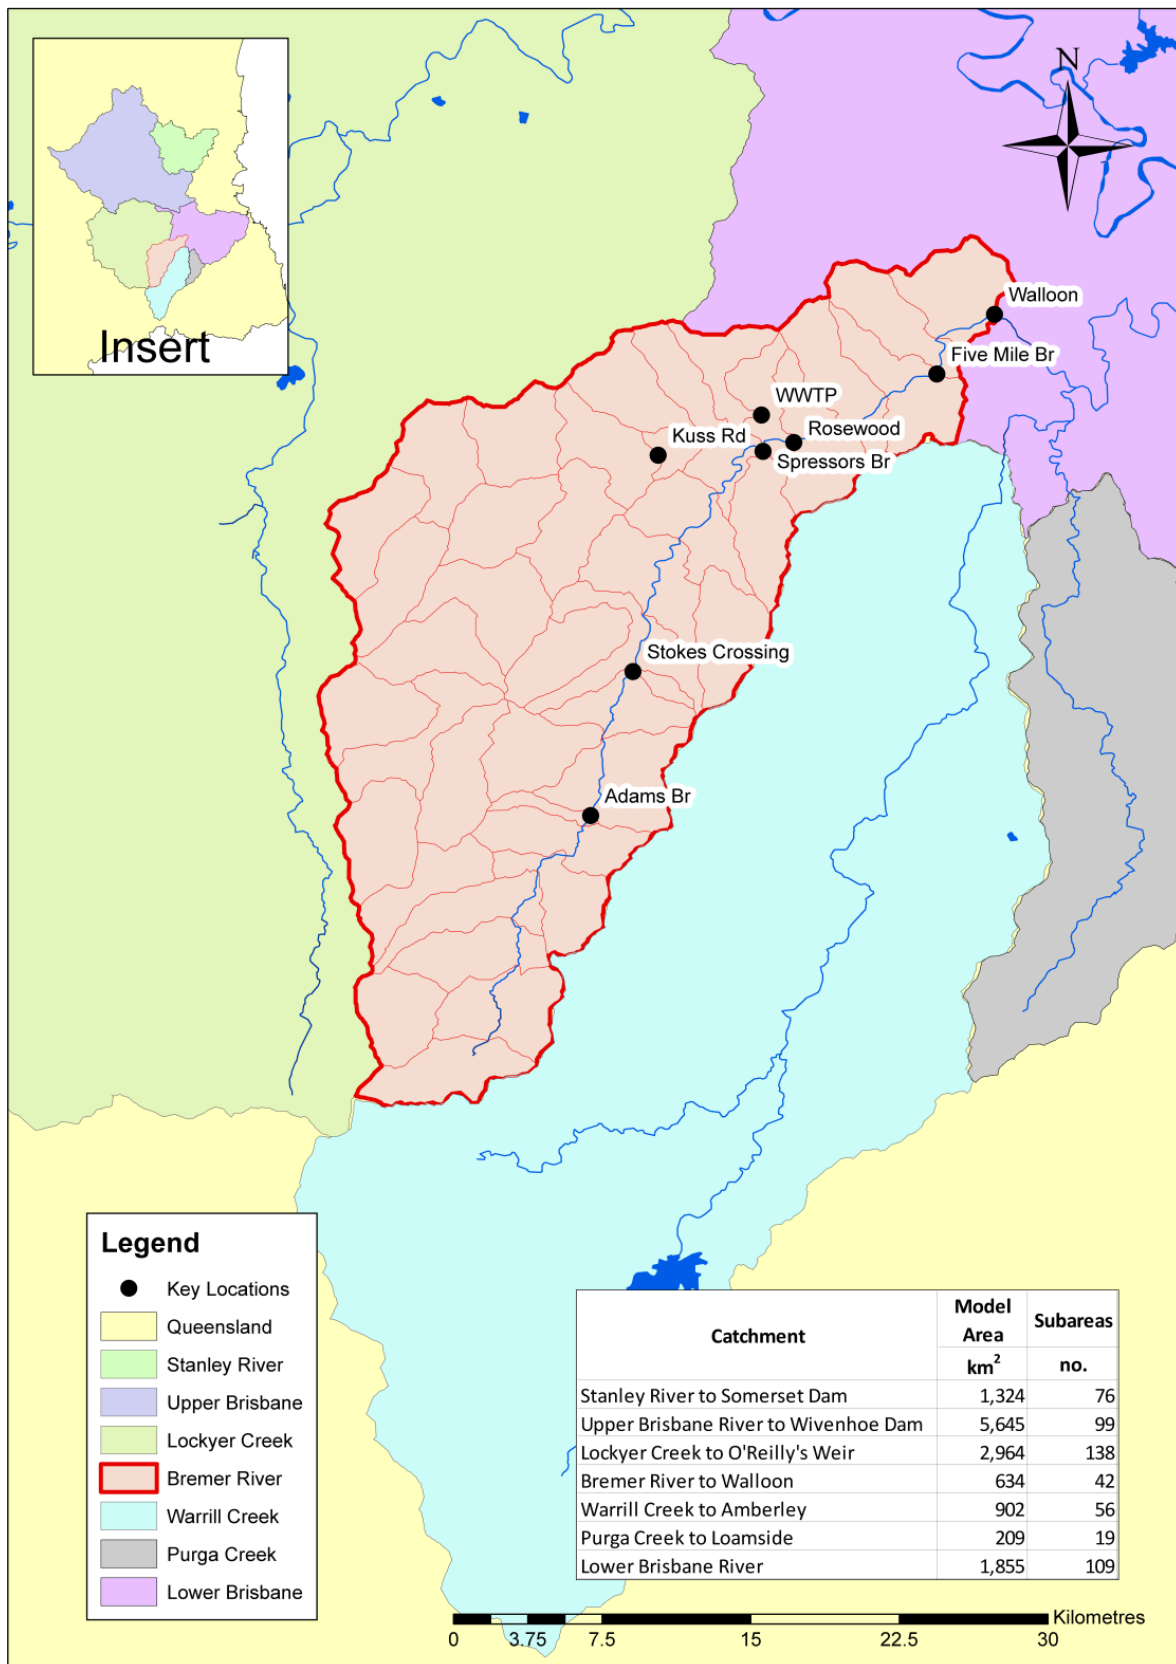 Insert
N
Walloon
Five Mile Br
WWTP
Rosewood
Kuss Rd
Spressors Br
Stokes Crossing
Adams Br
Legend
Key Locations
Queensland
Stanley River
Upper Brisbane
Lockyer Creek
Bremer River
Warrill Creek
Purga Creek
Lower Brisbane
Catchment Model Area Subareas
km² no.
Stanley River to Somerset Dam 1,324 76
Upper Brisbane River to Wivenhoe Dam 5,645 99
Lockyer Creek to O'Reilly's Weir 2,964 138
Bremer River to Walloon 634 42
Warrill Creek to Amberley 902 56
Purga Creek to Loamside 209 19
Lower Brisbane River 1,855 109
Kilometres
0 3.75 7.5 15 22.5 30